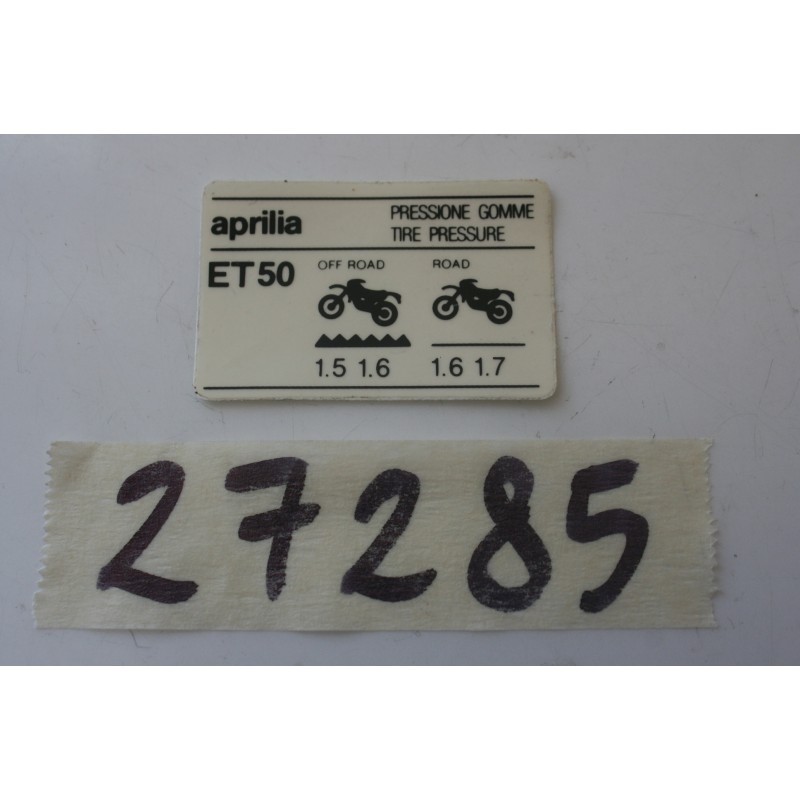 aprilia PRESSIONE GOMME
TIRE PRESSURE
ET50 OFF ROAD ROAD
1.5 1.6 1.6 1.7
27285